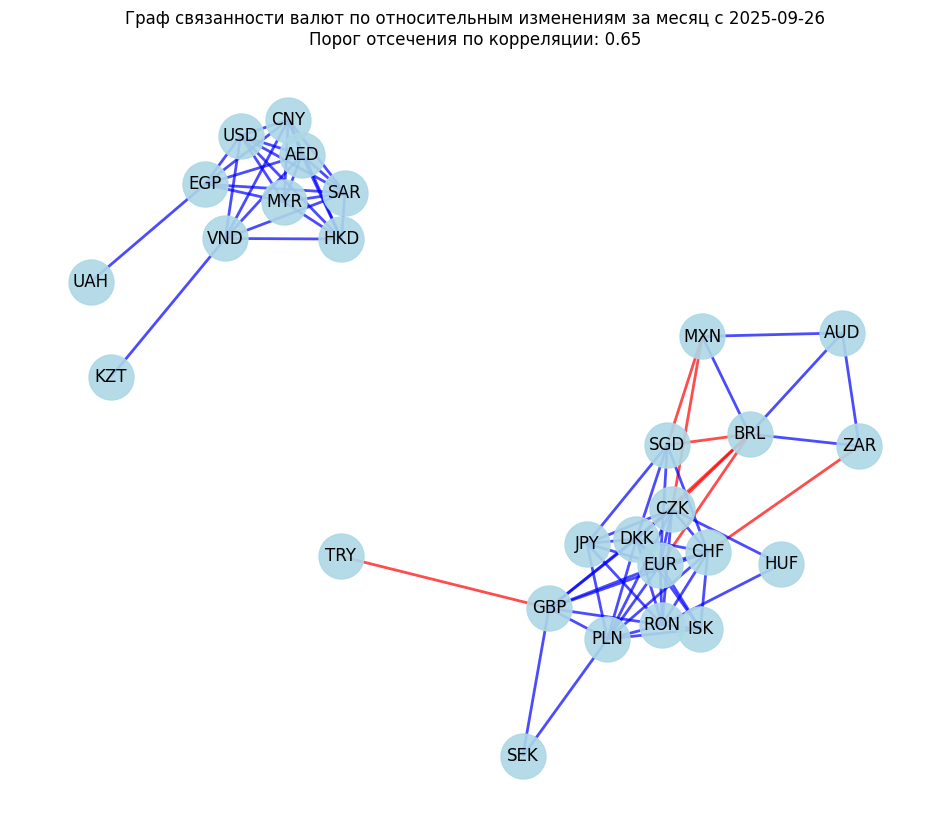 Граф связанности валют по относительным изменениям за месяц с 2025-09-26
Порог отсечения по корреляции: 0.65
CNY
USD
AED
EGP
MYR
SAR
VND
HKD
UAH
KZT
MXN
AUD
BRL
SGD
ZAR
CZK
JPY
DKK
CHF
TRY
EUR
HUF
GBP
PLN
RON
ISK
SEK